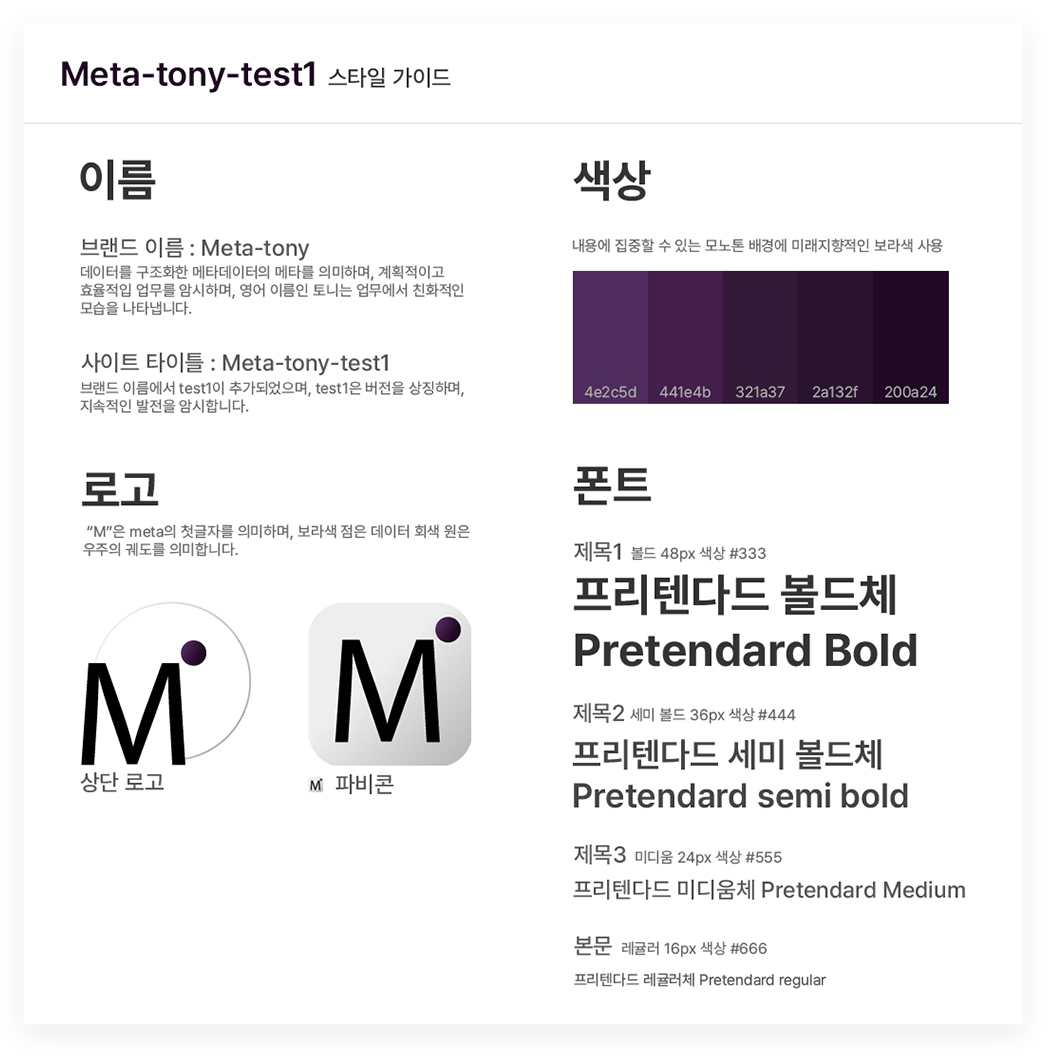 Meta-tony-test1 스타일 가이드
이름
브랜드 이름 : Meta-tony
데이터를 구조화한 메타데이터의 메타를 의미하며, 계획적이고
효율적입 업무를 암시하며, 영어 이름인 토니는 업무에서 친화적인
모습을 나타냅니다.
사이트 타이틀 : Meta-tony-test1
브랜드 이름에서 test1이 추가되었으며, test1은 버전을 상징하며,
지속적인 발전을 암시합니다.
로고
“M”은 meta의 첫글자를 의미하며, 보라색 점은 데이터 회색 원은
우주의 궤도를 의미합니다.
M
M
상단 로고
M 파비콘
색상
내용에 집중할 수 있는 모노톤 배경에 미래지향적인 보라색 사용
4e2c5d 441e4b 321a37 2a132f 200a24
폰트
제목1 볼드 48px 색상 #333
프리텐다드 볼드체
Pretendard Bold
제목2 세미 볼드 36px 색상 #444
프리텐다드 세미 볼드체
Pretendard semi bold
제목3 미디움 24px 색상 #555
프리텐다드 미디움체 Pretendard Medium
본문 레귤러 16px 색상 #666
프리텐다드 레귤러체 Pretendard regular